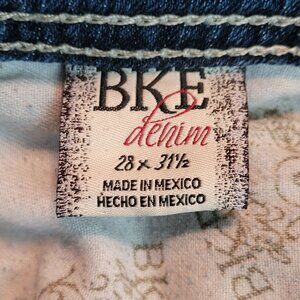 BKE
denim
28 x 31½
MADE IN MEXICO
HECHO EN MEXICO